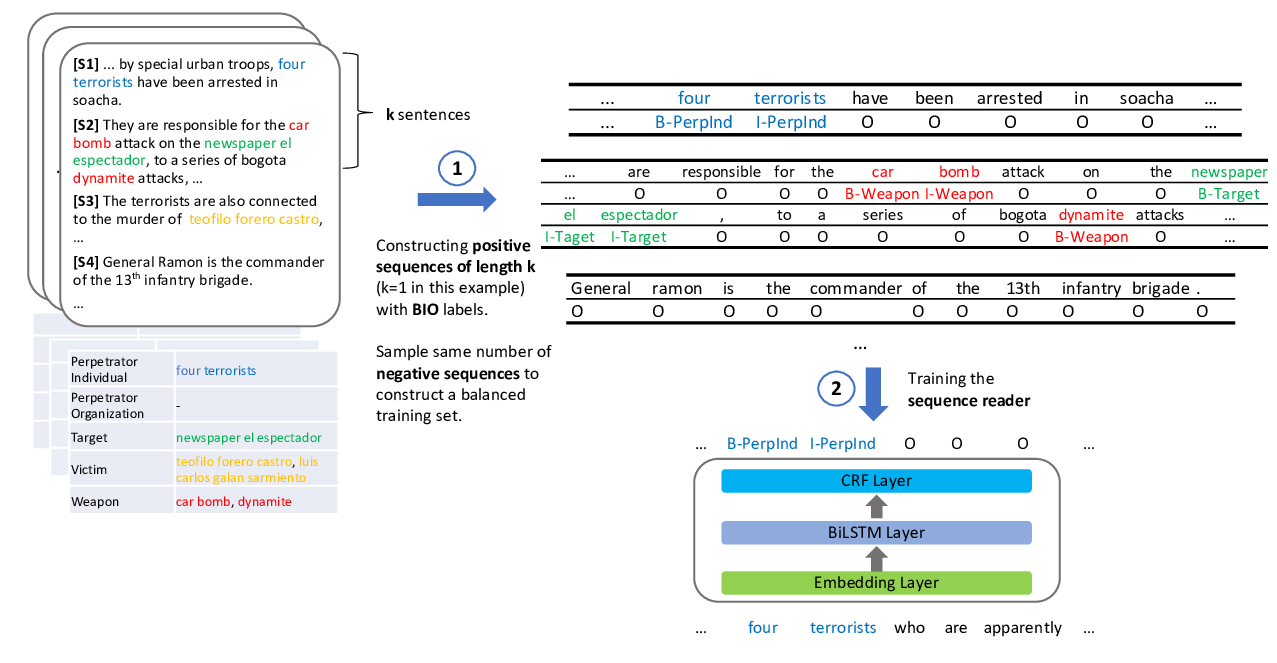 [S1] ... by special urban troops, four
terrorists have been arrested in
soacha.
[S2] They are responsible for the car
bomb attack on the newspaper el
espectador, to a series of bogota
dynamite attacks, ...
[S3] The terrorists are also connected
to the murder of teofilo forero castro,
...
[S4] General Ramon is the commander
of the 13th infantry brigade.
...
k sentences
Perpetrator
Individual
four terrorists
Perpetrator
Organization
-
Target
newspaper el espectador
Victim
teofilo forero castro, luis
carlos galan sarmiento
Weapon
car bomb, dynamite
1
Constructing positive
sequences of length k
(k=1 in this example)
with BIO labels.
Sample same number of
negative sequences to
construct a balanced
training set.
... four terrorists have been arrested in soacha ...
... B-PerpInd I-PerpInd O O O O O ...
... are responsible for the car bomb attack on the newspaper
... O O O O B-Weapon I-Weapon O O O B-Target
el espectador , to a series of bogota dynamite attacks ...
I-Taget I-Target O O O O O O B-Weapon O ...
General ramon is the commander of the 13th infantry brigade .
O O O O O O O O O O O
...
2
Training the
sequence reader
... B-PerpInd I-PerpInd O O O ...
CRF Layer
BiLSTM Layer
Embedding Layer
... four terrorists who are apparently ...